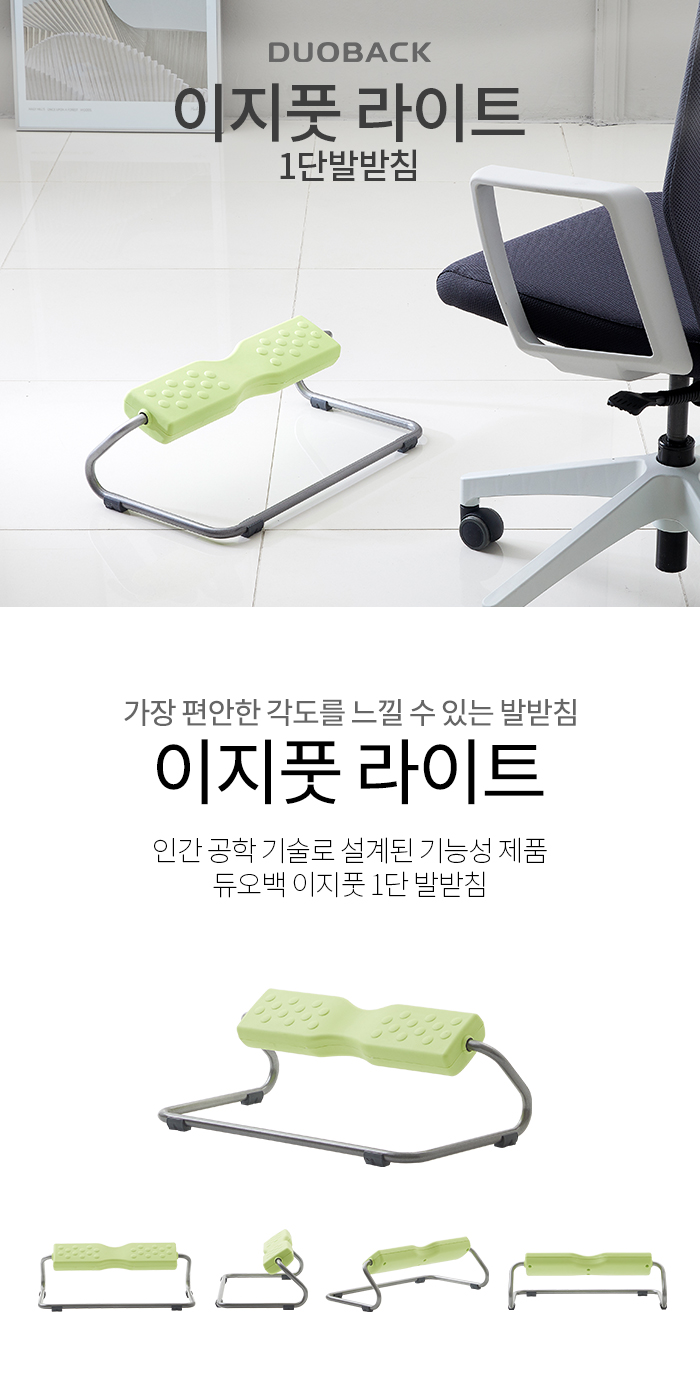 DUOBACK
이지풋 라이트
1단발받침
가장 편안한 각도를 느낄 수 있는 발받침
이지풋 라이트
인간 공학 기술로 설계된 기능성 제품
듀오백 이지풋 1단 발받침